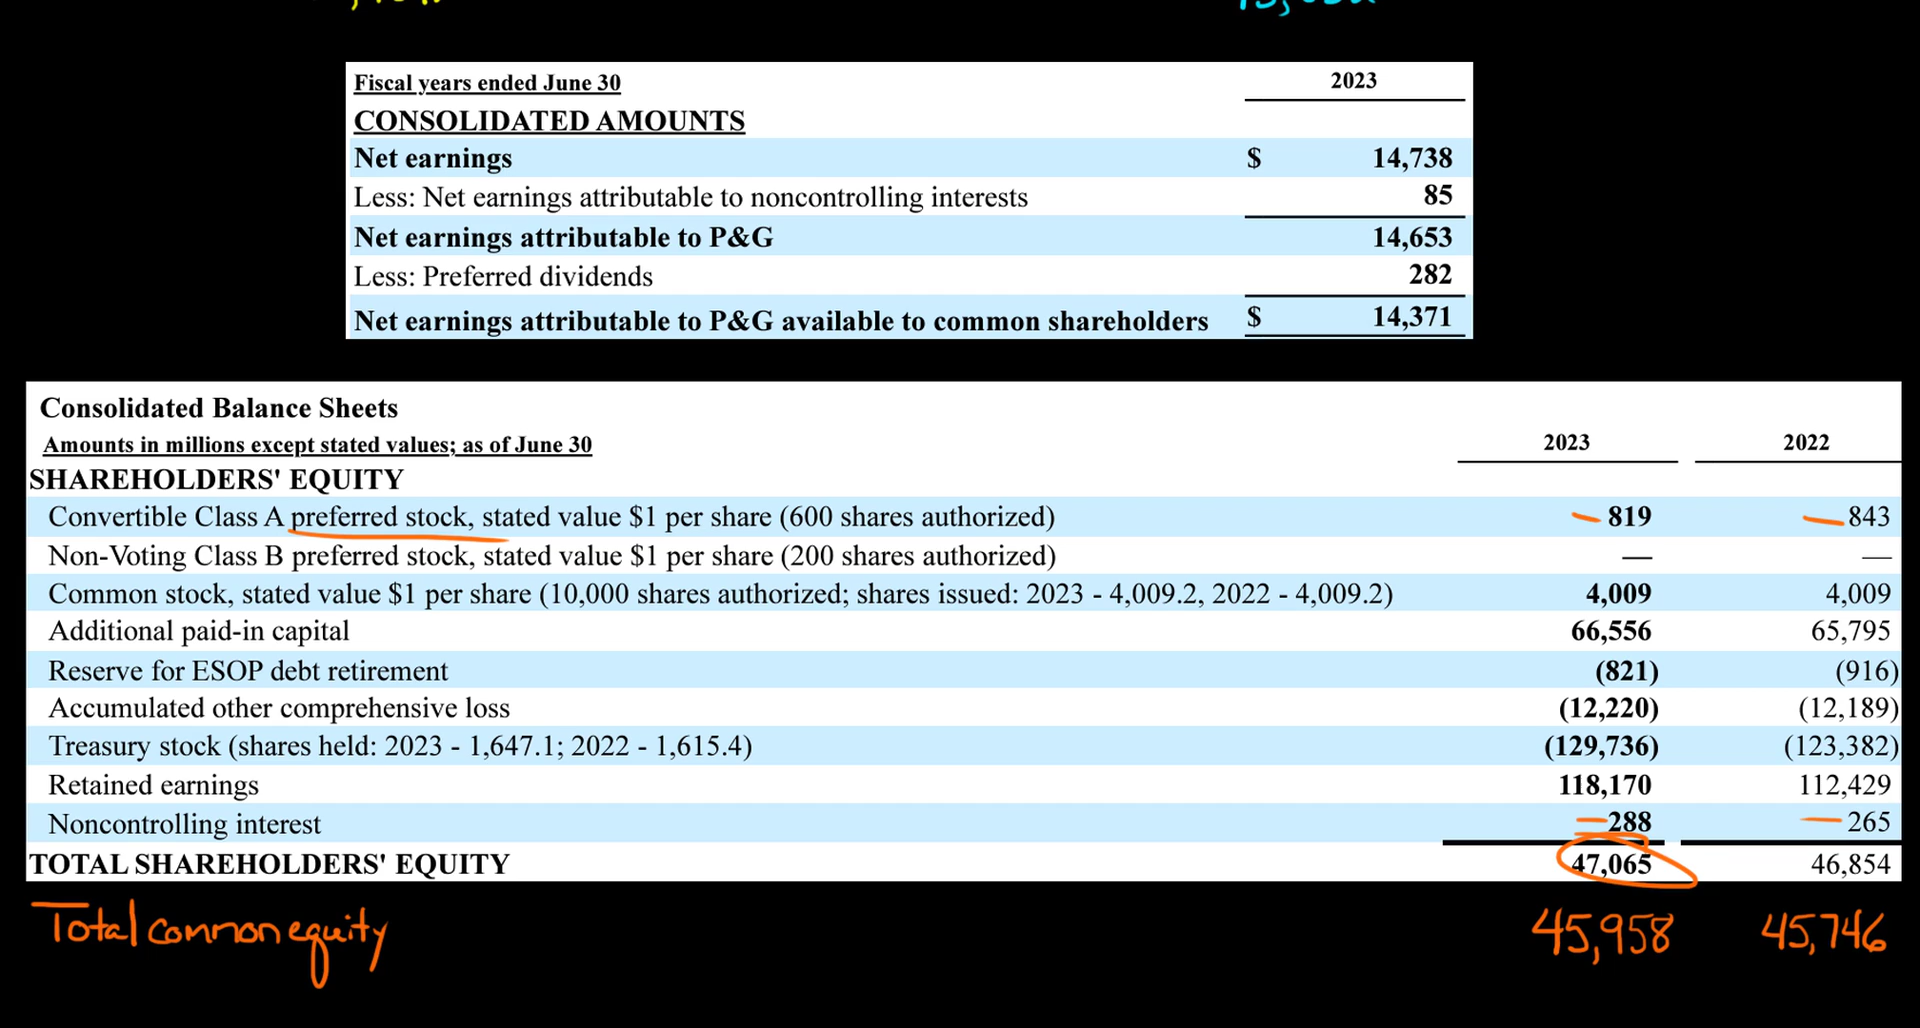 Fiscal years ended June 30 2023
CONSOLIDATED AMOUNTS
Net earnings $ 14,738
Less: Net earnings attributable to noncontrolling interests 85
Net earnings attributable to P&G 14,653
Less: Preferred dividends 282
Net earnings attributable to P&G available to common shareholders $ 14,371
Consolidated Balance Sheets
Amounts in millions except stated values; as of June 30 2023 2022
SHAREHOLDERS' EQUITY
Convertible Class A preferred stock, stated value $1 per share (600 shares authorized) 819 843
Non-Voting Class B preferred stock, stated value $1 per share (200 shares authorized) — —
Common stock, stated value $1 per share (10,000 shares authorized; shares issued: 2023 - 4,009.2, 2022 - 4,009.2) 4,009 4,009
Additional paid-in capital 66,556 65,795
Reserve for ESOP debt retirement (821) (916)
Accumulated other comprehensive loss (12,220) (12,189)
Treasury stock (shares held: 2023 - 1,647.1; 2022 - 1,615.4) (129,736) (123,382)
Retained earnings 118,170 112,429
Noncontrolling interest 288 265
TOTAL SHAREHOLDERS' EQUITY 47,065 46,854
Total common equity 45,958 45,746